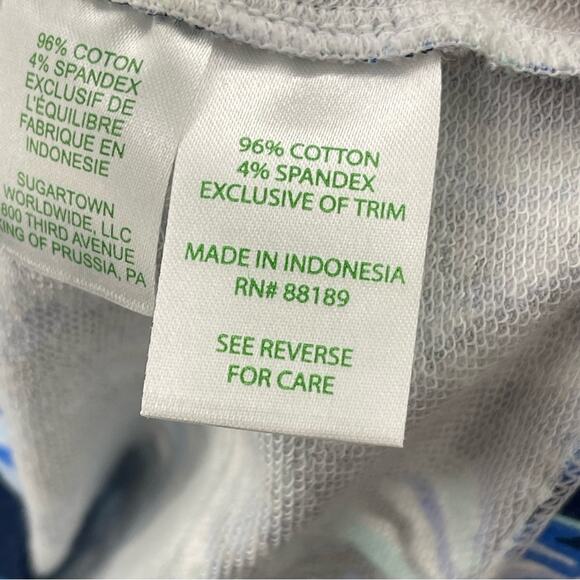 96% COTON
4% SPANDEX
EXCLUSIF DE
L'ÉQUILIBRE
FABRIQUE EN
INDONESIE
SUGARTOWN
WORLDWIDE, LLC
800 THIRD AVENUE
KING OF PRUSSIA, PA
96% COTTON
4% SPANDEX
EXCLUSIVE OF TRIM
MADE IN INDONESIA
RN# 88189
SEE REVERSE
FOR CARE